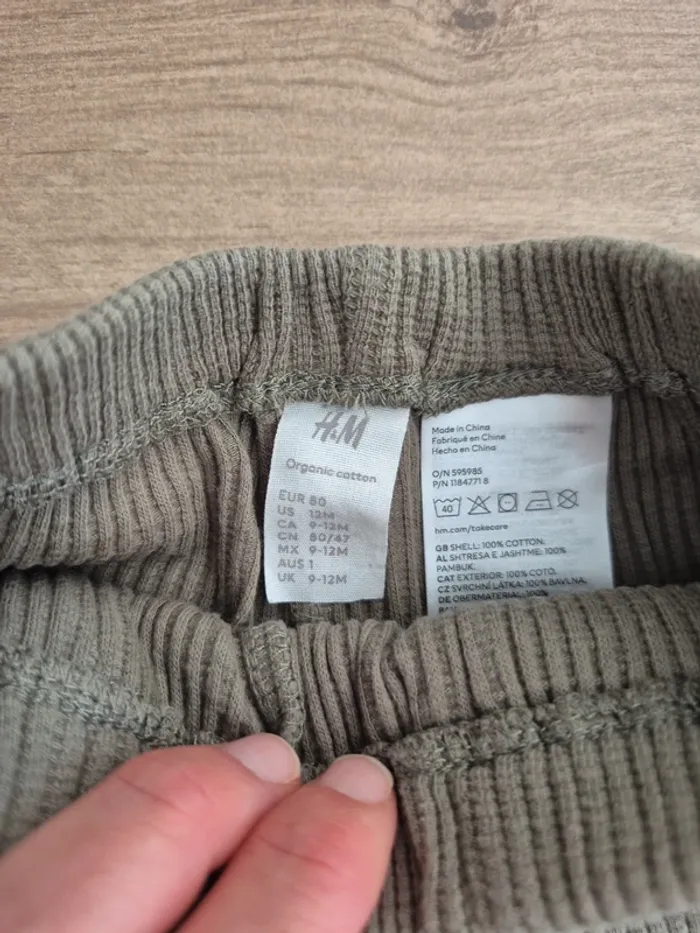 H&M
Organic cotton
EUR 80
US 12M
CA 9-12M
CN 80/47
MX 9-12M
AUS 1
UK 9-12M
Made in China
Fabriqué en Chine
Hecho en China
O/N 595985
P/N 1184771 8
40
hm.com/takecare
GB SHELL: 100% COTTON.
AL SHTRESA E JASHTME: 100%
PAMBUK.
CAT EXTERIOR: 100% COTÓ.
CZ SVRCHNÍ LÁTKA: 100% BAVLNA.
DE OBERMATERIAL: 100%